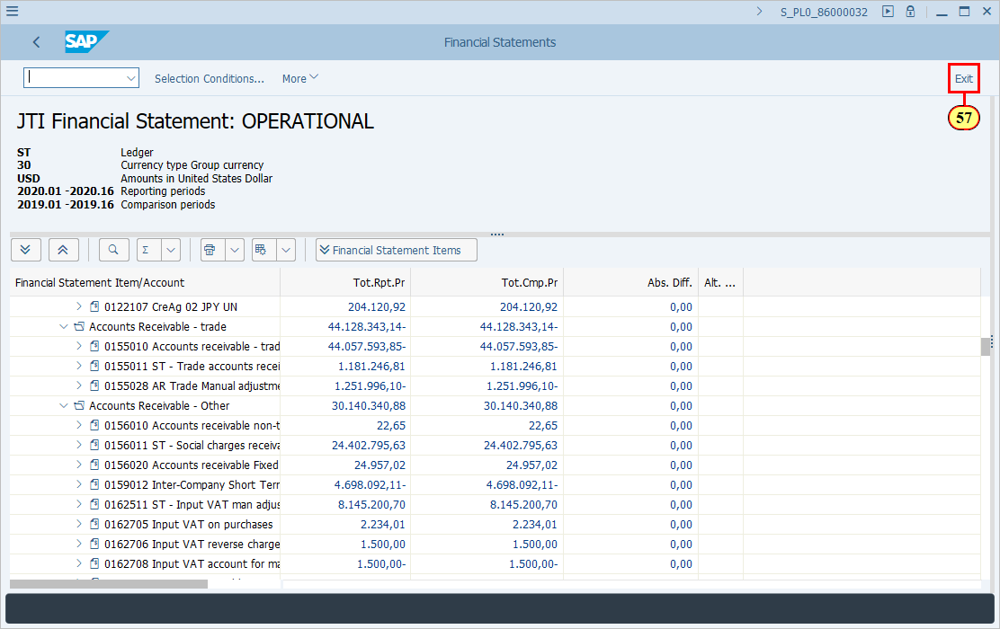 S_PL0_86000032
SAP
Financial Statements
Selection Conditions... More Exit
57
JTI Financial Statement: OPERATIONAL
ST Ledger
30 Currency type Group currency
USD Amounts in United States Dollar
2020.01 -2020.16 Reporting periods
2019.01 -2019.16 Comparison periods
Σ Financial Statement Items
Financial Statement Item/Account Tot.Rpt.Pr Tot.Cmp.Pr Abs. Diff. Alt. ...
0122107 CreAg 02 JPY UN 204.120,92 204.120,92 0,00
Accounts Receivable - trade 44.128.343,14- 44.128.343,14- 0,00
0155010 Accounts receivable - trad 44.057.593,85- 44.057.593,85- 0,00
0155011 ST - Trade accounts recei 1.181.246,81 1.181.246,81 0,00
0155028 AR Trade Manual adjustme 1.251.996,10- 1.251.996,10- 0,00
Accounts Receivable - Other 30.140.340,88 30.140.340,88 0,00
0156010 Accounts receivable non-t 22,65 22,65 0,00
0156011 ST - Social charges receiva 24.402.795,63 24.402.795,63 0,00
0156020 Accounts receivable Fixed 24.957,02 24.957,02 0,00
0159012 Inter-Company Short Terr 4.698.092,11- 4.698.092,11- 0,00
0162511 ST - Input VAT man adjus 8.145.200,70 8.145.200,70 0,00
0162705 Input VAT on purchases 2.234,01 2.234,01 0,00
0162706 Input VAT reverse charge 1.500,00 1.500,00 0,00
0162708 Input VAT account for ma 1.500,00- 1.500,00- 0,00